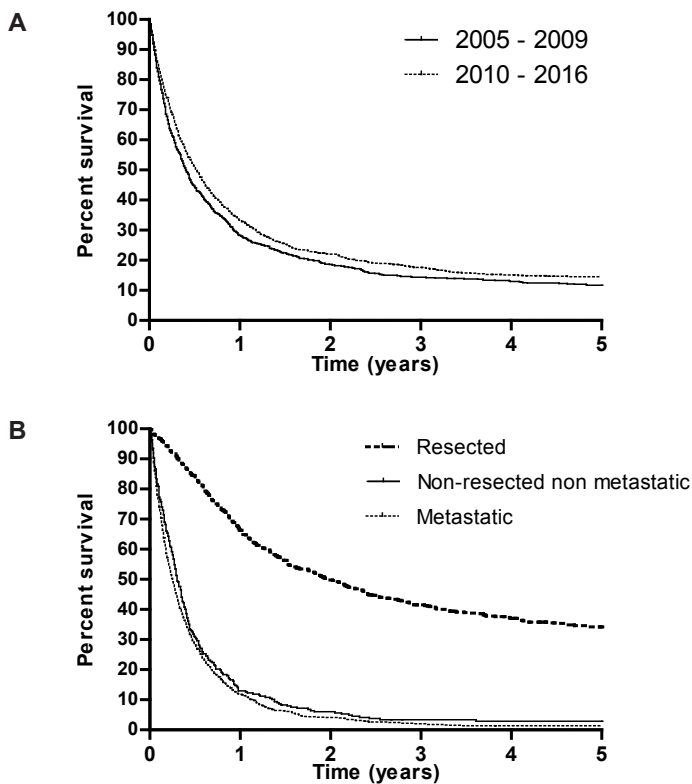 A
Percent survival
100
90
80
70
60
50
40
30
20
10
0
0 1 2 3 4 5
Time (years)
2005 - 2009
2010 - 2016
B
Percent survival
100
90
80
70
60
50
40
30
20
10
0
0 1 2 3 4 5
Time (years)
Resected
Non-resected non metastatic
Metastatic